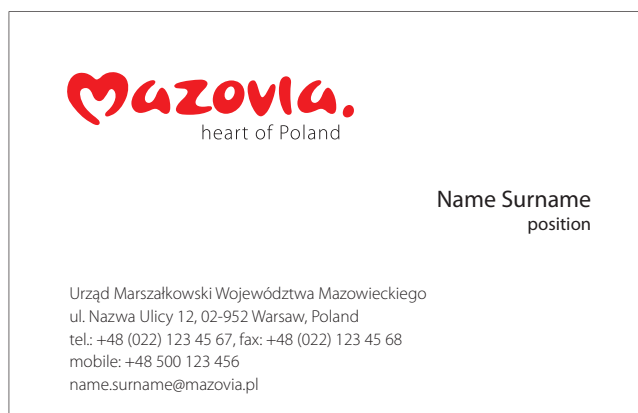 mazovia.
heart of Poland
Name Surname
position
Urząd Marszałkowski Województwa Mazowieckiego
ul. Nazwa Ulicy 12, 02-952 Warsaw, Poland
tel.: +48 (022) 123 45 67, fax: +48 (022) 123 45 68
mobile: +48 500 123 456
name.surname@mazovia.pl